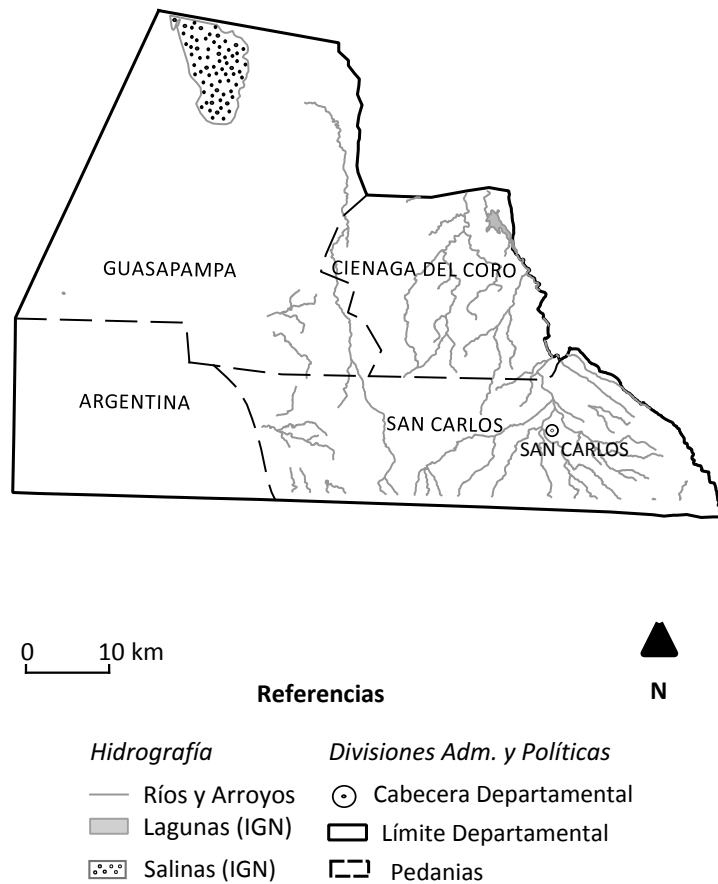 GUASAPAMPA
CIENAGA DEL CORO
ARGENTINA
SAN CARLOS
SAN CARLOS
0 10 km
N
Referencias
Hidrografía
Divisiones Adm. y Políticas
Ríos y Arroyos
Cabecera Departamental
Lagunas (IGN)
Límite Departamental
Salinas (IGN)
Pedanias